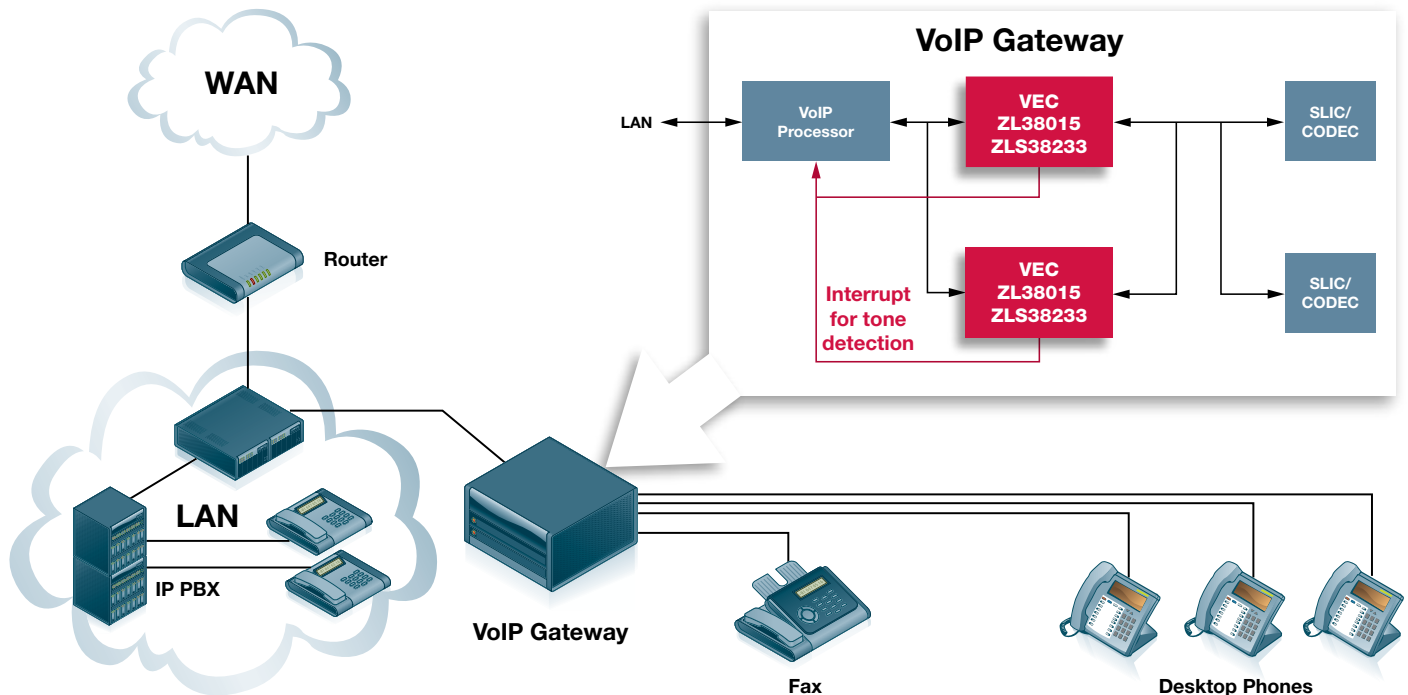 VoIP Gateway
WAN
LAN
VoIP
Processor
VEC
ZL38015
ZLS38233
SLIC/
CODEC
Router
VEC
ZL38015
ZLS38233
SLIC/
CODEC
Interrupt
for tone
detection
LAN
IP PBX
VoIP Gateway
Fax
Desktop Phones